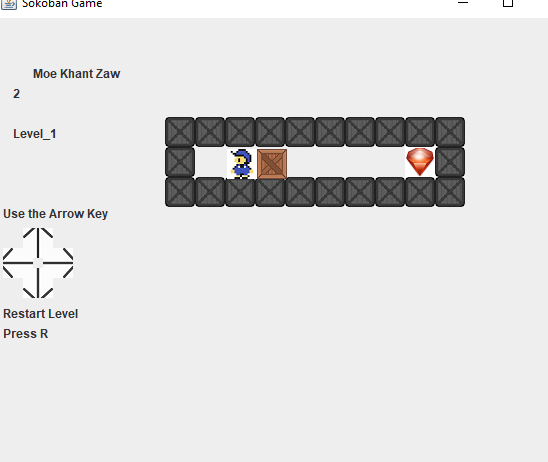 Sokoban Game
Moe Khant Zaw
2
Level_1
Use the Arrow Key
Restart Level
Press R